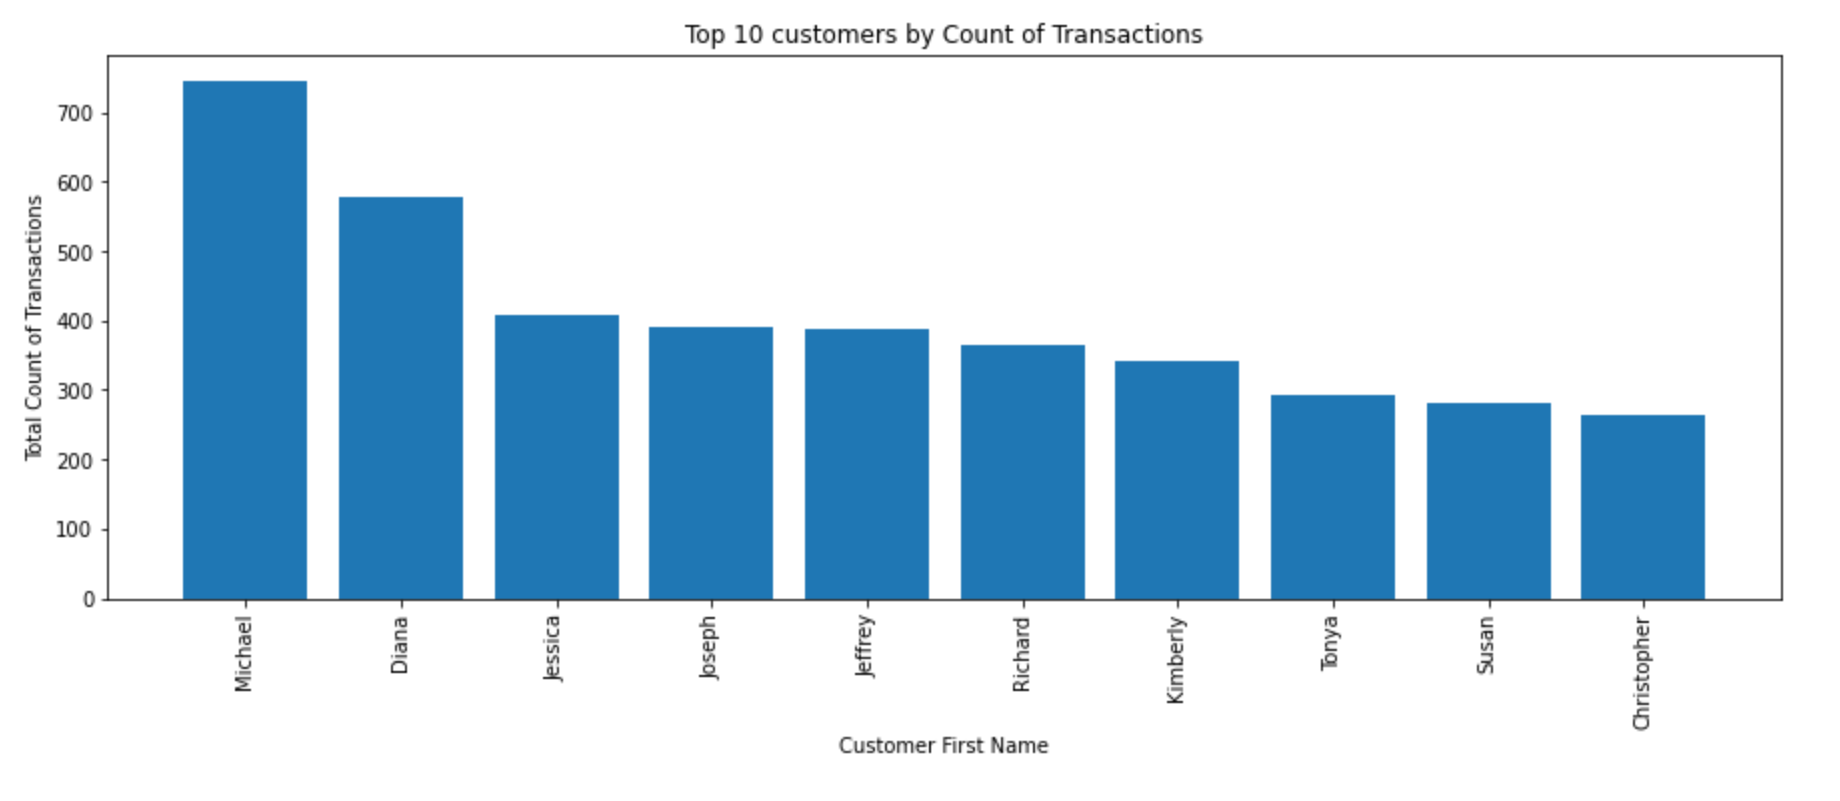 Top 10 customers by Count of Transactions
Total Count of Transactions
700
600
500
400
300
200
100
0
Michael
Diana
Jessica
Joseph
Jeffrey
Richard
Kimberly
Tonya
Susan
Christopher
Customer First Name